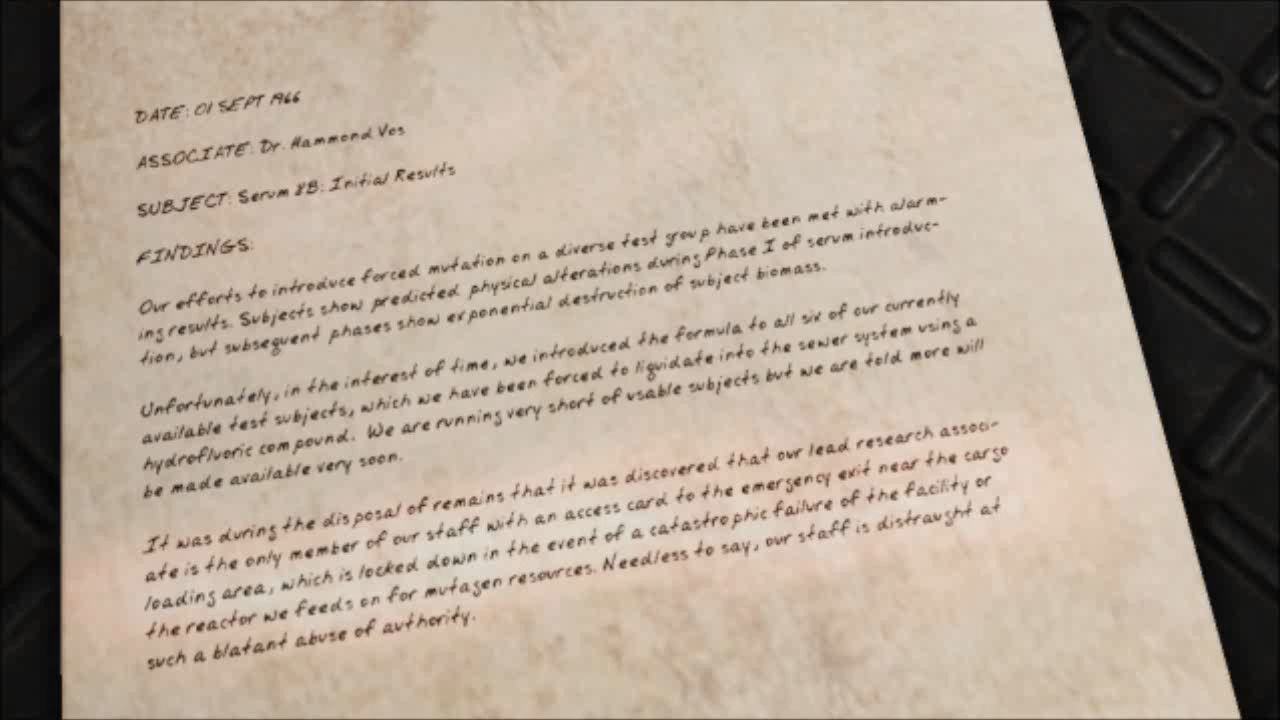 DATE: 01 SEPT 1966
ASSOCIATE: Dr. Hammond Vos
SUBJECT: Serum 8B: Initial Results
FINDINGS:
Our efforts to introduce forced mutation on a diverse test group have been met with alarm-
ing results. Subjects show predicted physical alterations during Phase I of serum introduc-
tion, but subsequent phases show exponential destruction of subject biomass.
Unfortunately, in the interest of time, we introduced the formula to all six of our currently
available test subjects, which we have been forced to liquidate into the sewer system using a
hydrofluoric compound. We are running very short of usable subjects but we are told more will
be made available very soon.
It was during the disposal of remains that it was discovered that our lead research associ-
ate is the only member of our staff with an access card to the emergency exit near the cargo
loading area, which is locked down in the event of a catastrophic failure of the facility or
the reactor we feeds on for mutagen resources. Needless to say, our staff is distraught at
such a blatant abuse of authority.